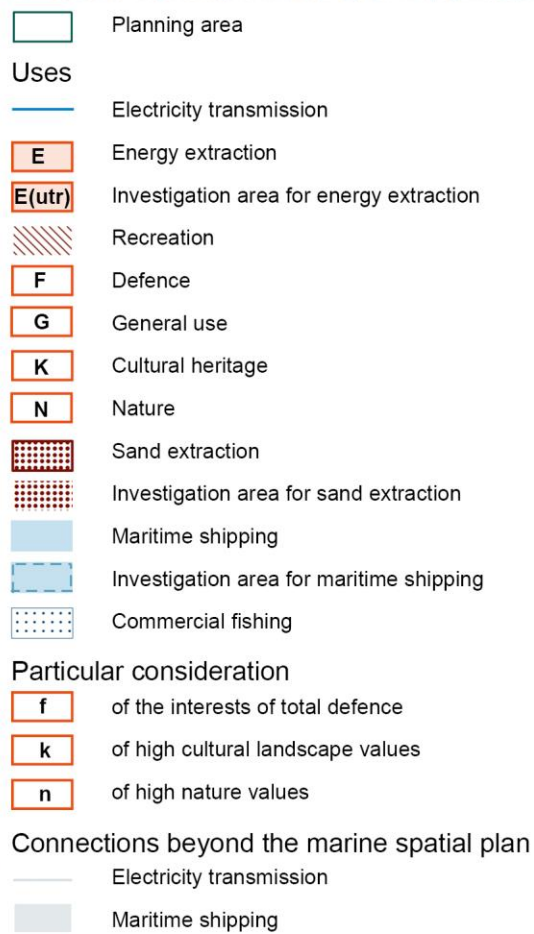 Planning area
Uses
Electricity transmission
E Energy extraction
E(utr) Investigation area for energy extraction
Recreation
F Defence
G General use
K Cultural heritage
N Nature
Sand extraction
Investigation area for sand extraction
Maritime shipping
Investigation area for maritime shipping
Commercial fishing
Particular consideration
f of the interests of total defence
k of high cultural landscape values
n of high nature values
Connections beyond the marine spatial plan
Electricity transmission
Maritime shipping